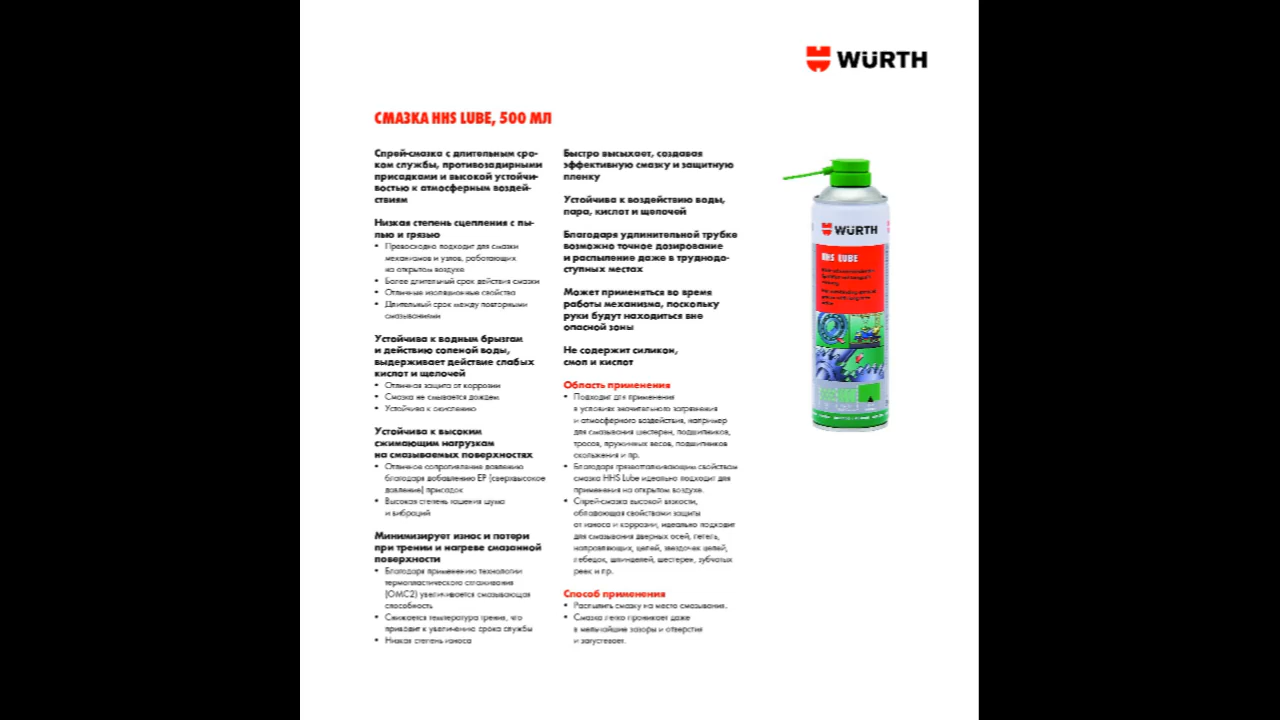 WÜRTH
СМАЗКА HHS LUBE, 500 МЛ
Спрей-смазка с длительным сро-
ком службы, противозадирными
присадками и высокой устойчи-
востью к атмосферным воздей-
ствиям
Низкая степень сцепления с пы-
лью и грязью
• Превосходно подходит для смазки
механизмов и узлов, работающих
на открытом воздухе
• Более длительный срок действия смазки
• Отличные изоляционные свойства
• Длительный срок между повторными
смазываниями
Устойчива к водным брызгам
и действию соленой воды,
выдерживает действие слабых
кислот и щелочей
• Отличная защита от коррозии
• Смазка не смывается дождем
• Устойчива к окислению
Устойчива к высоким
сжимающим нагрузкам
на смазываемых поверхностях
• Отличное сопротивление давлению
благодаря добавлению EP (сверхвысокое
давление) присадок
• Высокая степень гашения шума
и вибраций
Минимизирует износ и потери
при трении и нагреве смазанной
поверхности
• Благодаря применению технологии
термопластического сглаживания
(OMC2) увеличивается смазывающая
способность
• Снижается температура трения, что
приводит к увеличению срока службы
• Низкая степень износа
Быстро высыхает, создавая
эффективную смазку и защитную
пленку
Устойчива к воздействию воды,
пара, кислот и щелочей
Благодаря удлинительной трубке
возможно точное дозирование
и распыление даже в труднодо-
ступных местах
Может применяться во время
работы механизма, поскольку
руки будут находиться вне
опасной зоны
Не содержит силикон,
смол и кислот
Область применения
• Подходит для применения
в условиях значительного загрязнения
и атмосферного воздействия, например
для смазывания шестерен, подшипников,
тросов, пружинных весов, подшипников
скольжения и пр.
• Благодаря грязеотталкивающим свойствам
смазка HHS Lube идеально подходит для
применения на открытом воздухе.
• Спрей-смазка высокой вязкости,
обладающая свойствами защиты
от износа и коррозии, идеально подходит
для смазывания дверных осей, петель,
направляющих, цепей, звездочек цепей,
лебедок, шпинделей, шестерен, зубчатых
реек и пр.
Способ применения
• Распылить смазку на место смазывания.
• Смазка легко проникает даже
в мельчайшие зазоры и отверстия
и загустевает.
WÜRTH
HHS LUBE